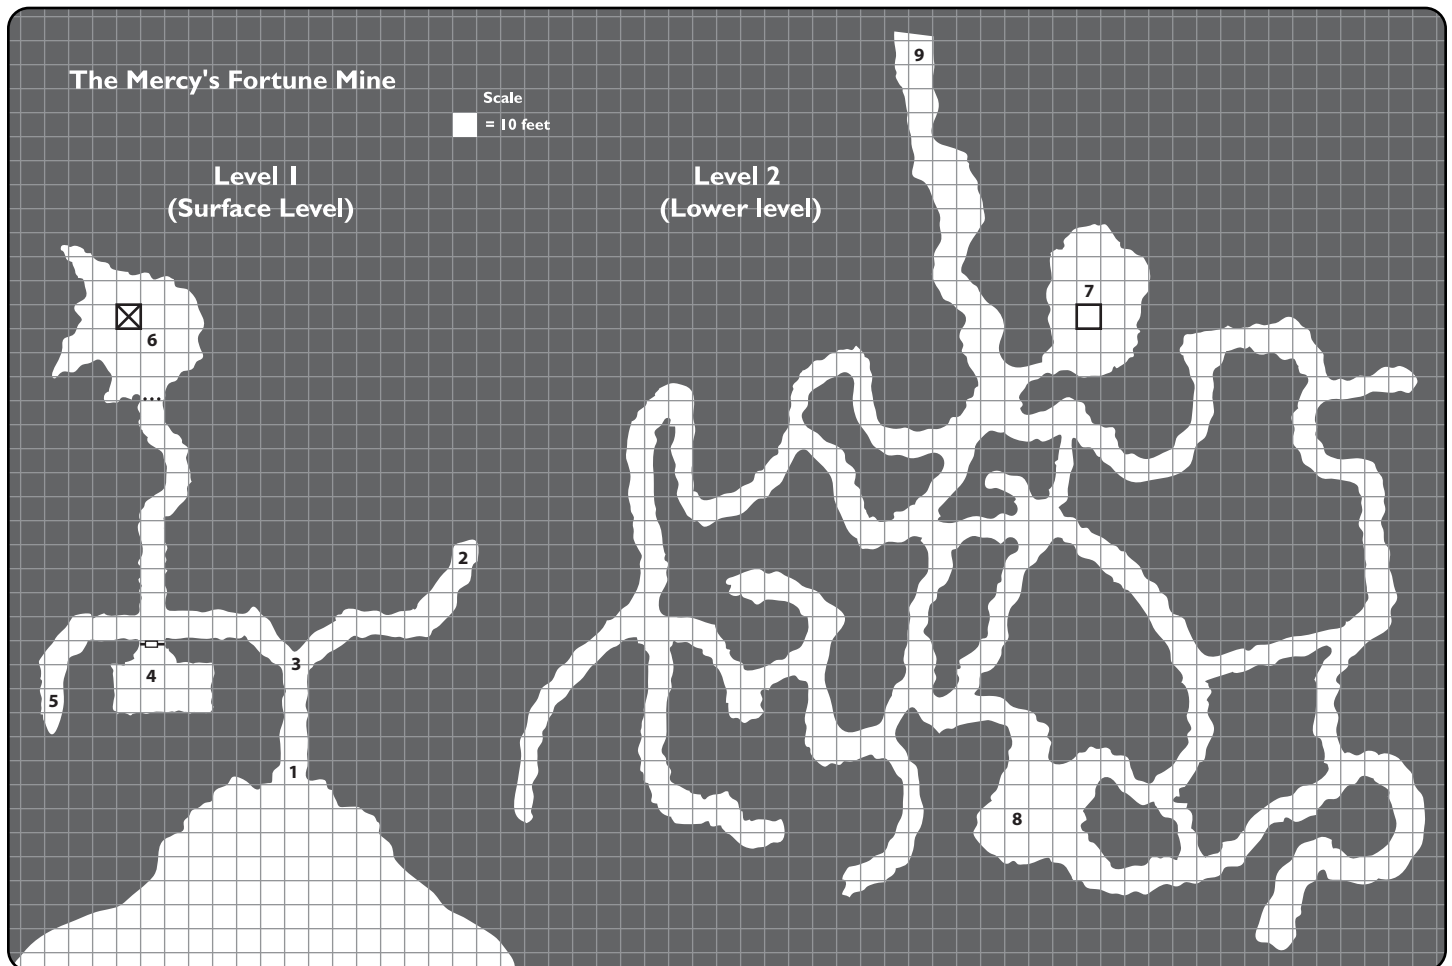 The Mercy's Fortune Mine
Scale
= 10 feet
Level 1
(Surface Level)
Level 2
(Lower level)
9
7
6
2
3
4
5
1
8